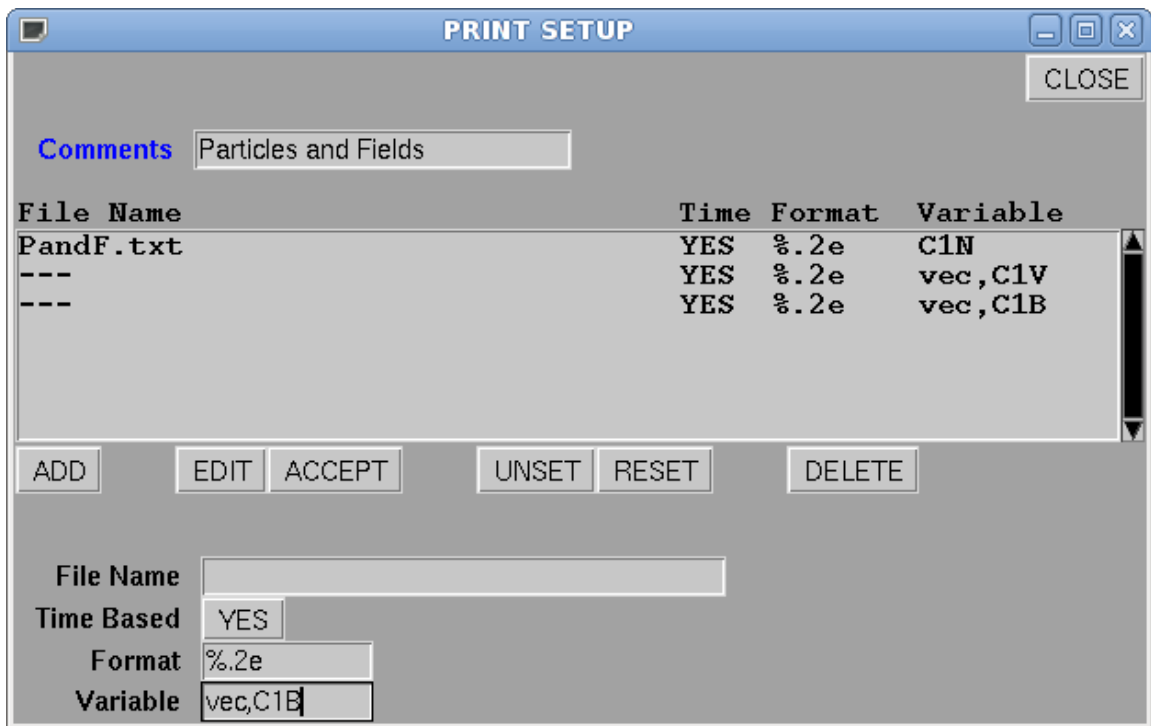 PRINT SETUP
CLOSE
Comments Particles and Fields
File Name Time Format Variable
PandF.txt YES %.2e C1N
--- YES %.2e vec,C1V
--- YES %.2e vec,C1B
ADD EDIT ACCEPT UNSET RESET DELETE
File Name
Time Based YES
Format %.2e
Variable vec,C1B